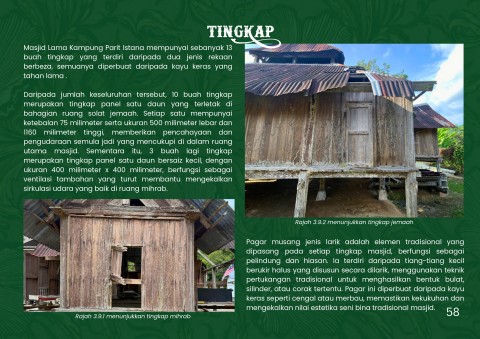 TINGKAP
Masjid Lama Kampung Parit Istana mempunyai sebanyak 13
buah tingkap yang terdiri daripada dua jenis rekaan
berbeza, semuanya diperbuat daripada kayu keras yang
tahan lama .
Daripada jumlah keseluruhan tersebut, 10 buah tingkap
merupakan tingkap panel satu daun yang terletak di
bahagian ruang solat jemaah. Setiap satu mempunyai
ketebalan 75 milimeter serta ukuran 500 milimeter lebar dan
1160 milimeter tinggi, memberikan pencahayaan dan
pengudaraan semula jadi yang mencukupi di dalam ruang
utama masjid. Sementara itu, 3 buah lagi tingkap
merupakan tingkap panel satu daun bersaiz kecil, dengan
ukuran 400 milimeter x 400 milimeter, berfungsi sebagai
ventilasi tambahan yang turut membantu mengekalkan
sirkulasi udara yang baik di ruang mihrab.
Rajah 3.9.1 menunjukkan tingkap mihrab
Rajah 3.9.2 menunjukkan tingkap jemaah
Pagar musang jenis larik adalah elemen tradisional yang
dipasang pada setiap tingkap masjid, berfungsi sebagai
pelindung dan hiasan. Ia terdiri daripada tiang-tiang kecil
berukir halus yang disusun secara dilarik, menggunakan teknik
pertukangan tradisional untuk menghasilkan bentuk bulat,
silinder, atau corak tertentu. Pagar ini diperbuat daripada kayu
keras seperti cengal atau merbau, memastikan kekukuhan dan
mengekalkan nilai estetika seni bina tradisional masjid.
58